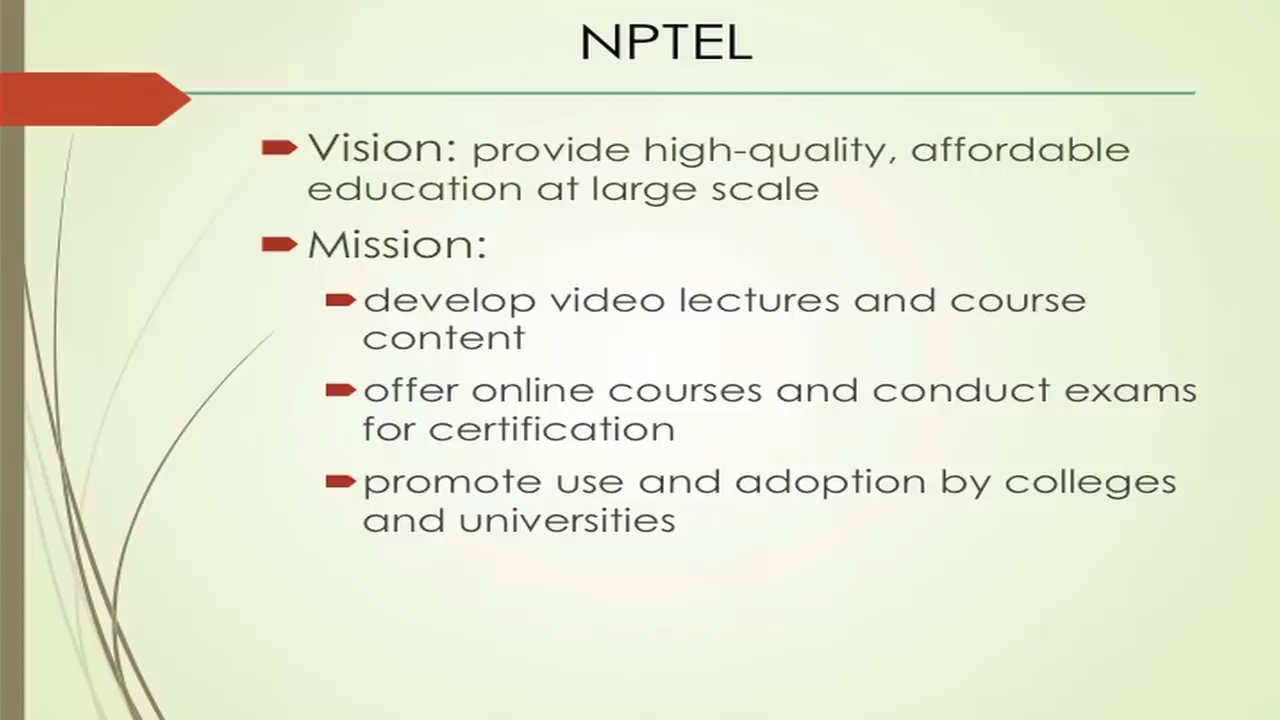 NPTEL
Vision: provide high-quality, affordable
education at large scale
Mission:
develop video lectures and course
content
offer online courses and conduct exams
for certification
promote use and adoption by colleges
and universities